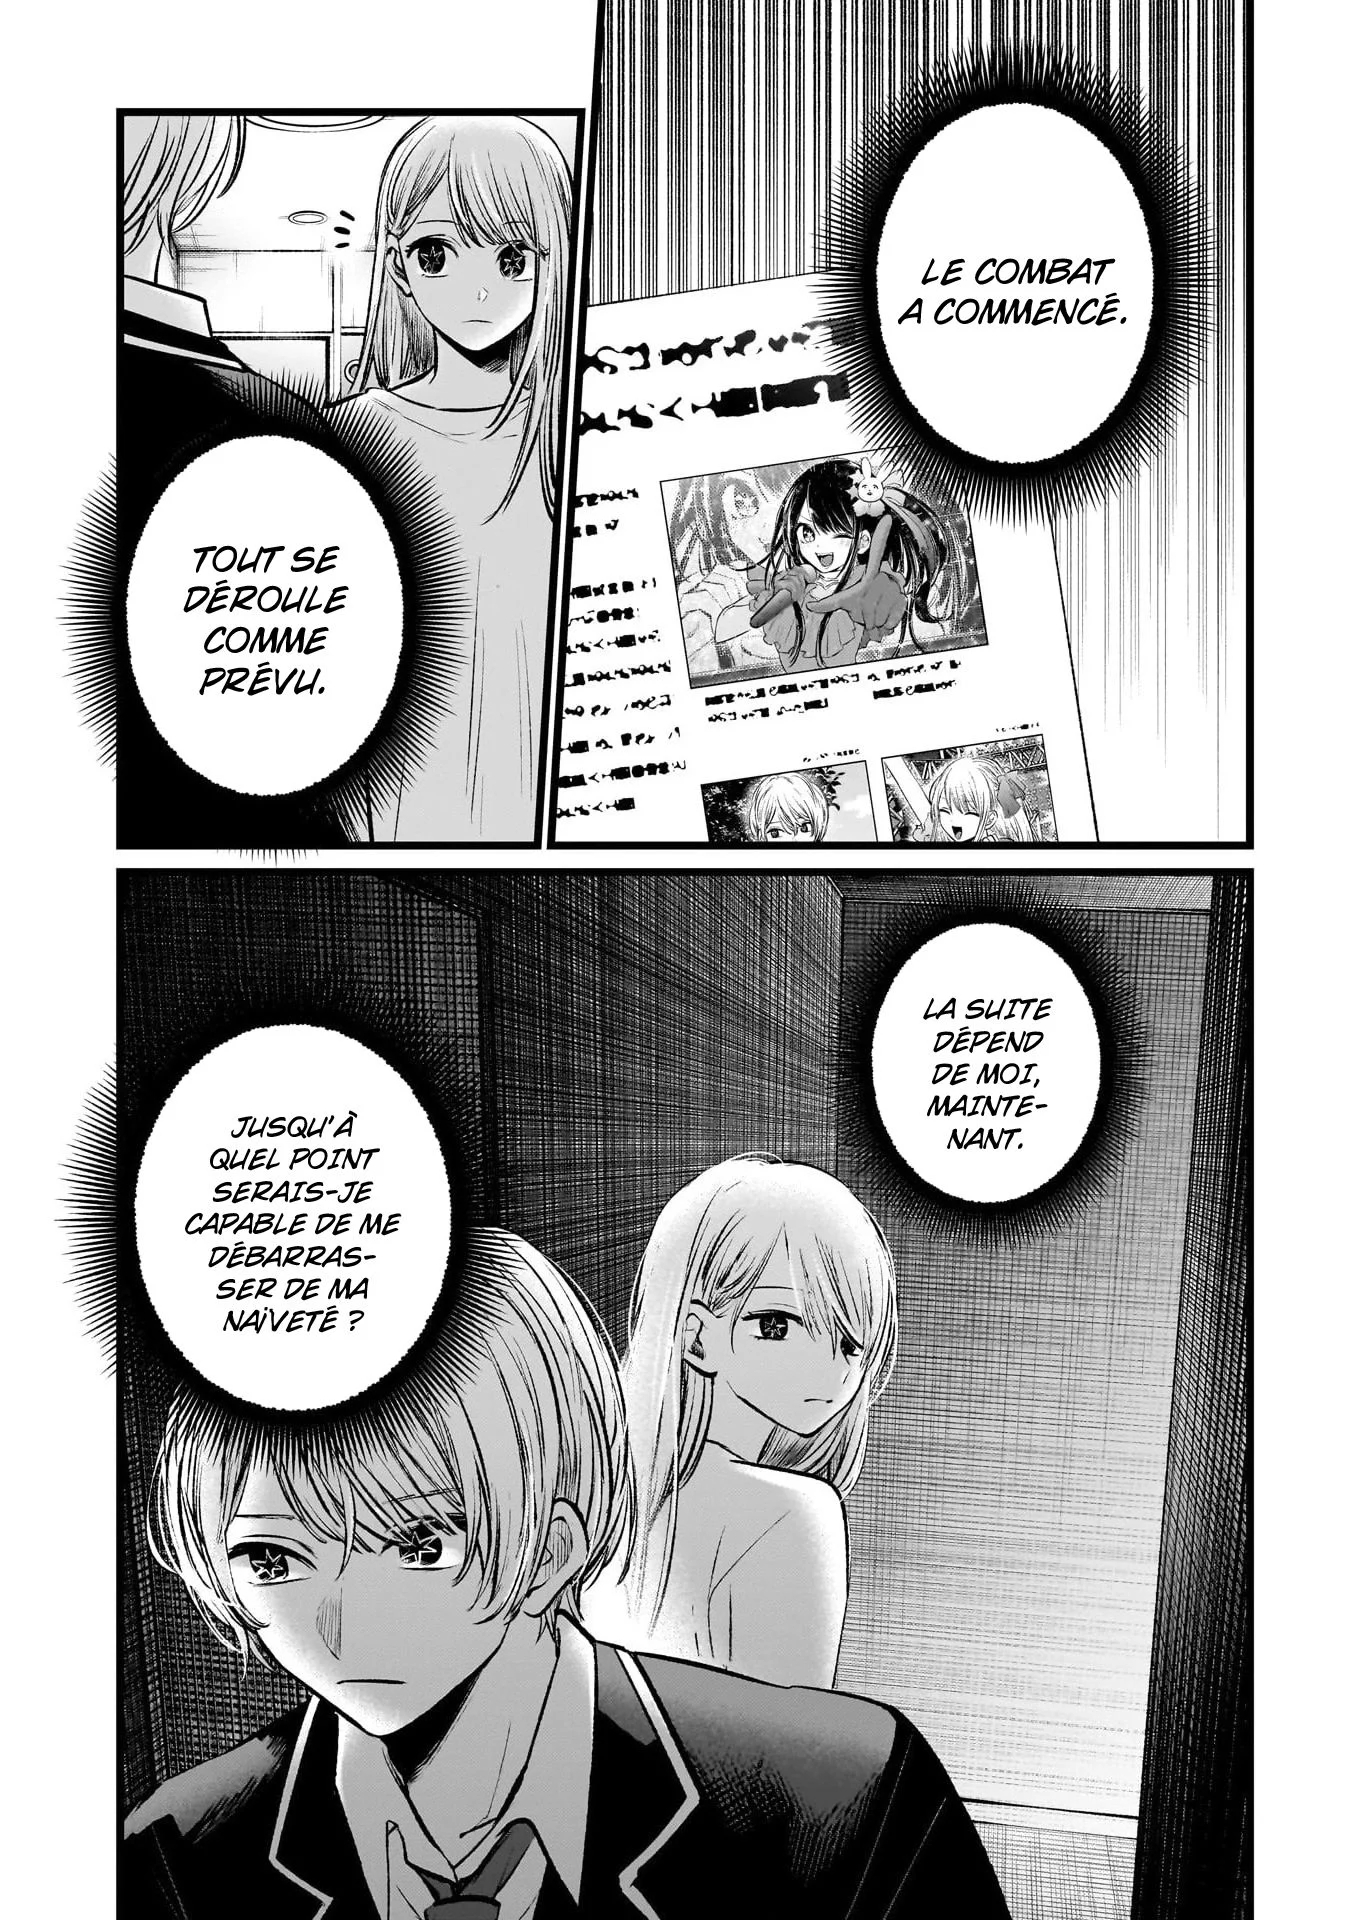 LE COMBAT
A COMMENCÉ.
TOUT SE
DÉROULE
COMME
PRÉVU.
LA SUITE
DÉPEND
DE MOI,
MAINTE-
NANT.
JUSQU'À
QUEL POINT
SERAIS-JE
CAPABLE DE ME
DÉBARRAS-
SER DE MA
NAÏVETÉ ?